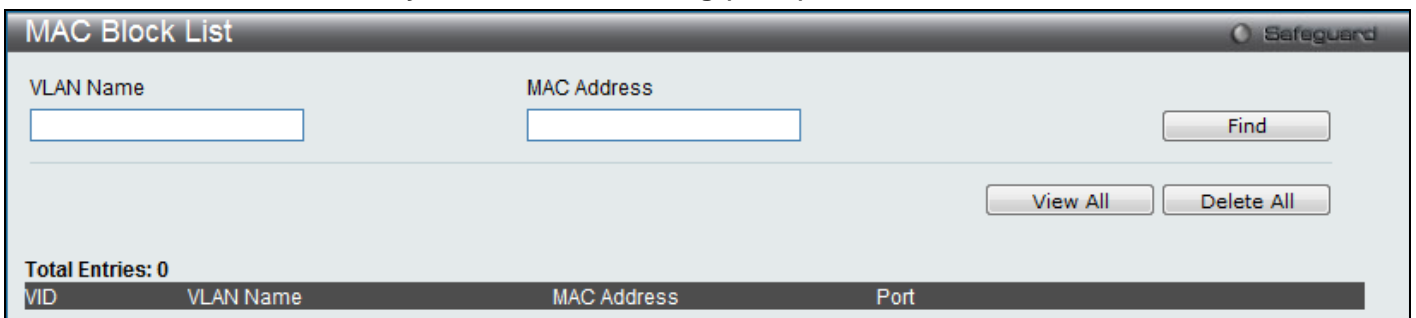 MAC Block List
Safeguard
VLAN Name MAC Address
Find
View All Delete All
Total Entries: 0
VID VLAN Name MAC Address Port